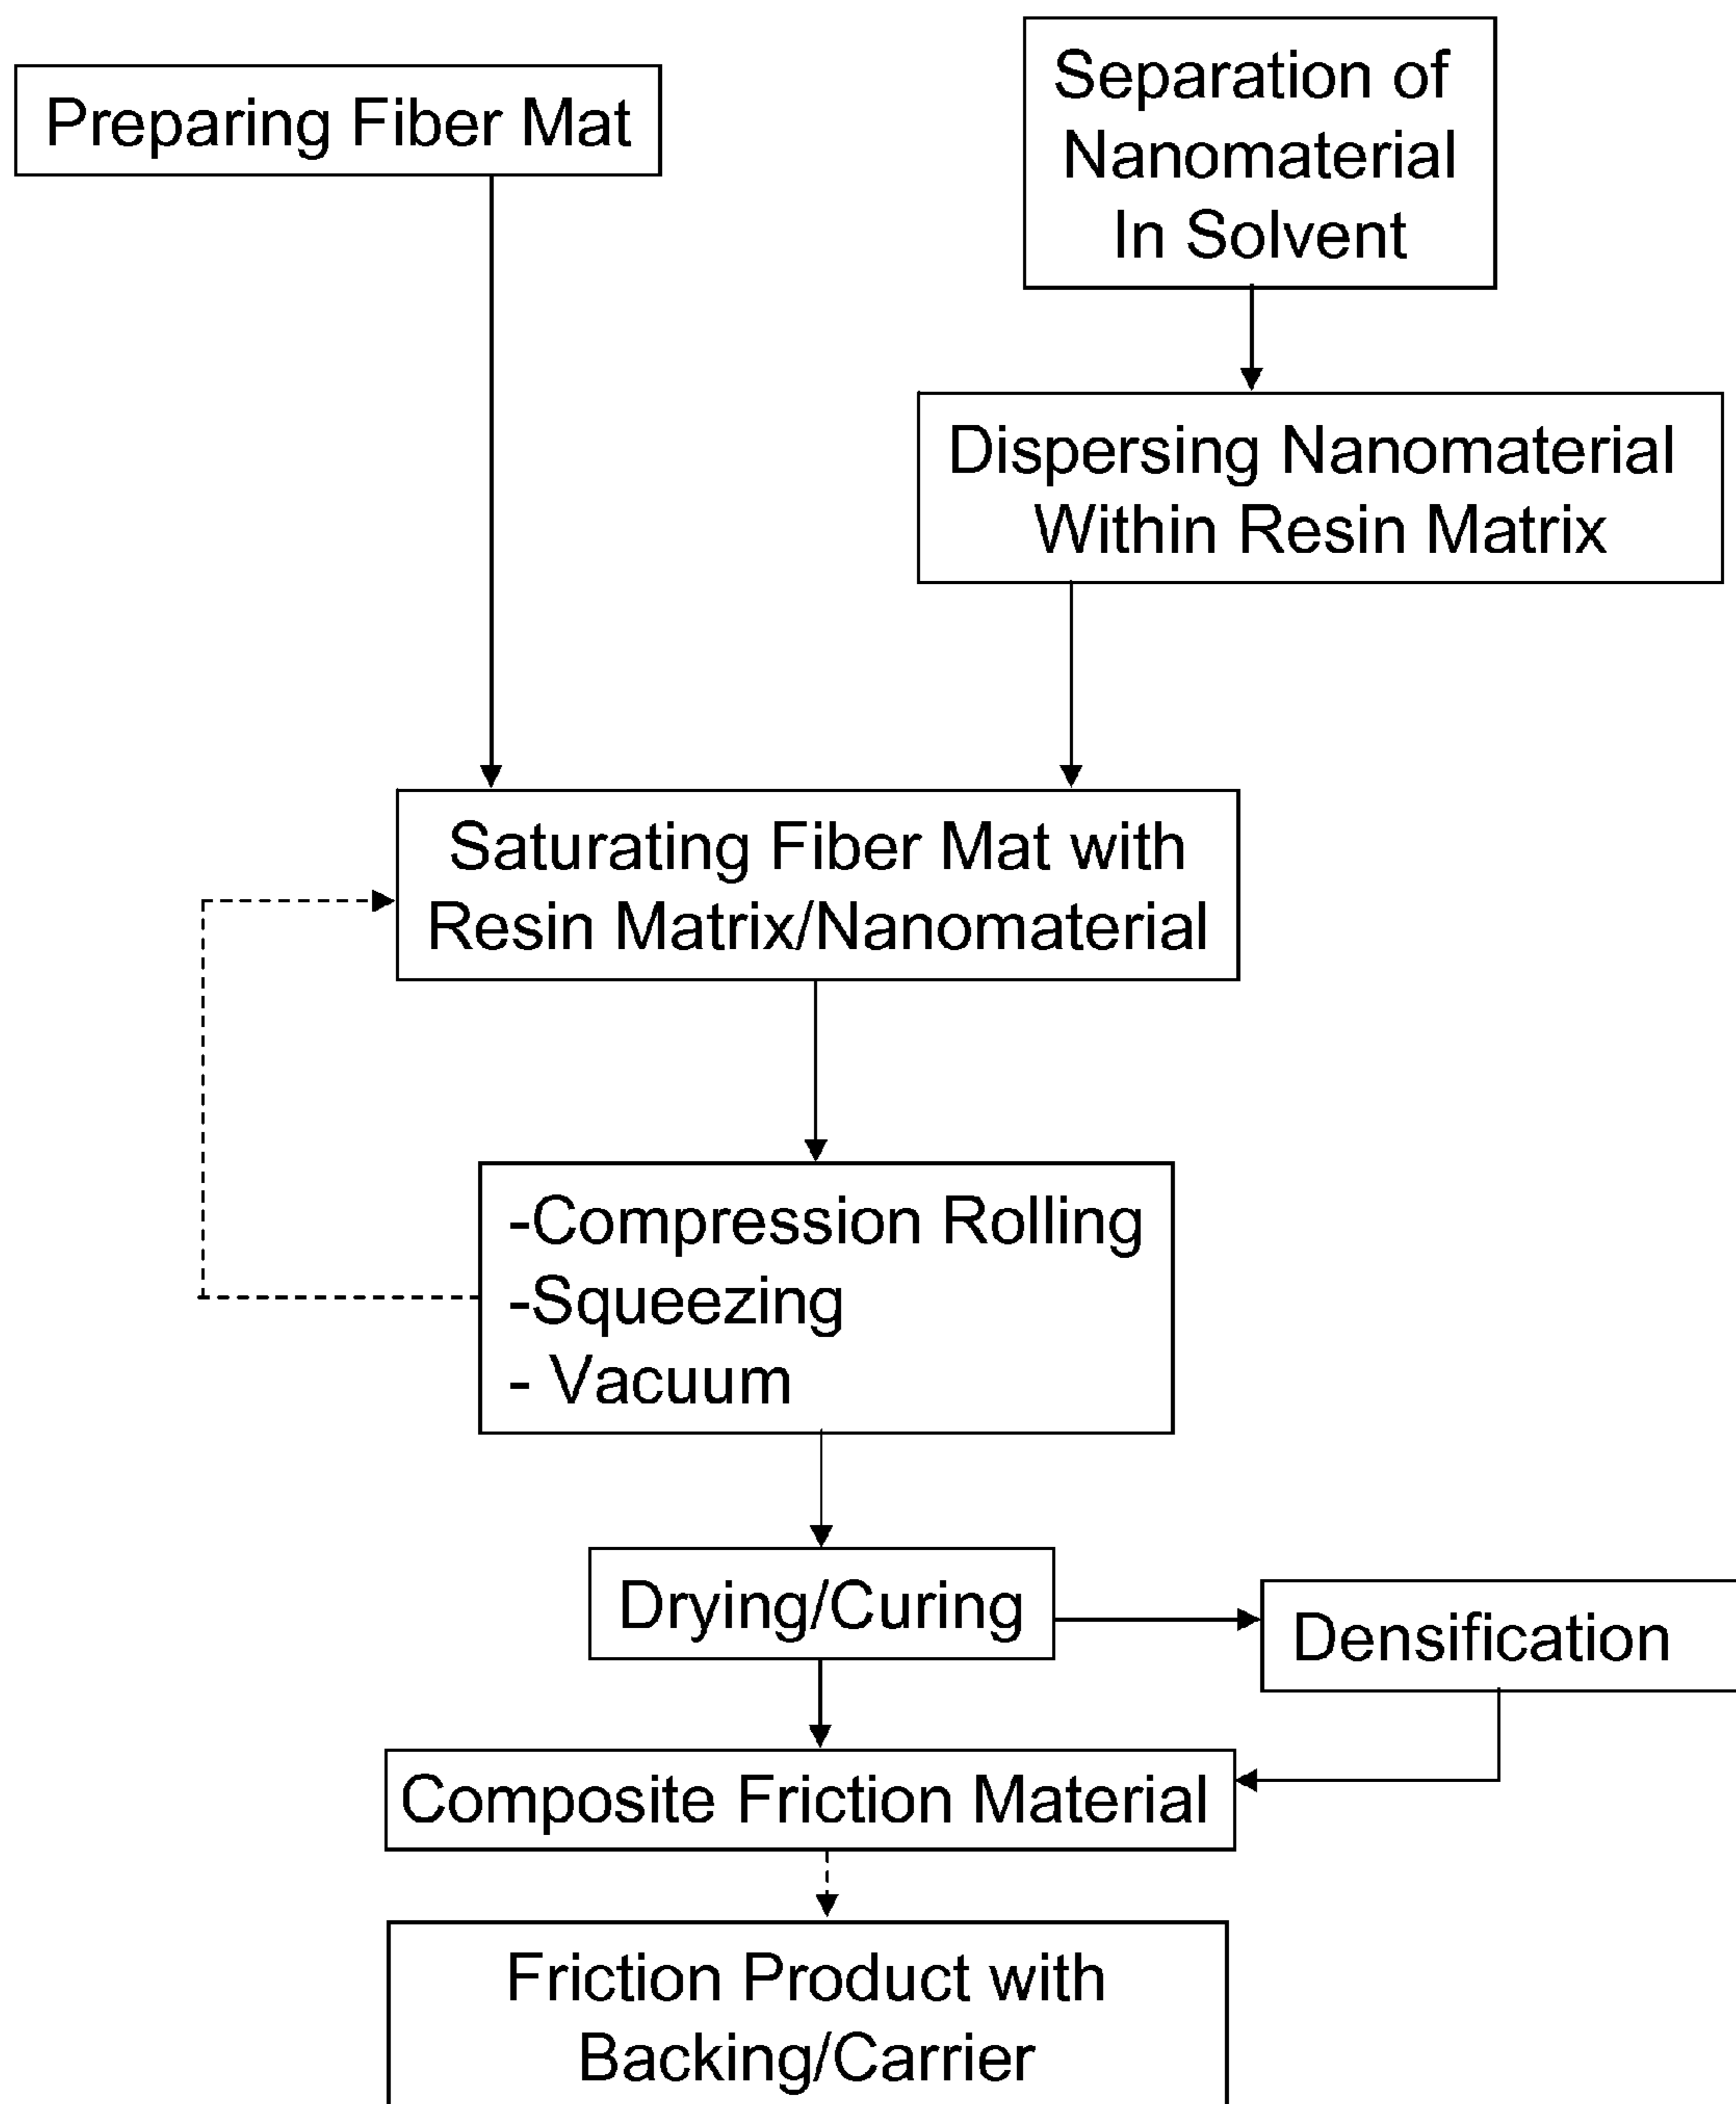 Preparing Fiber Mat
Separation of
Nanomaterial
In Solvent
Dispersing Nanomaterial
Within Resin Matrix
Saturating Fiber Mat with
Resin Matrix/Nanomaterial
-Compression Rolling
-Squeezing
- Vacuum
Drying/Curing
Densification
Composite Friction Material
Friction Product with
Backing/Carrier